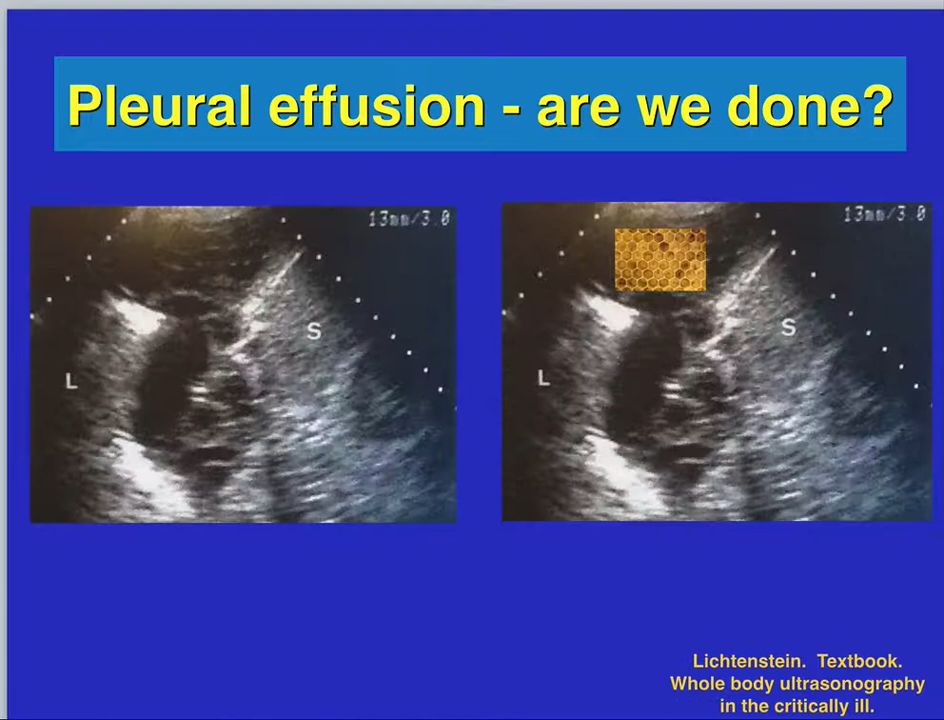 Pleural effusion - are we done?
13mm/3.0
13mm/3.0
S
S
L
L
Lichtenstein. Textbook.
Whole body ultrasonography
in the critically ill.